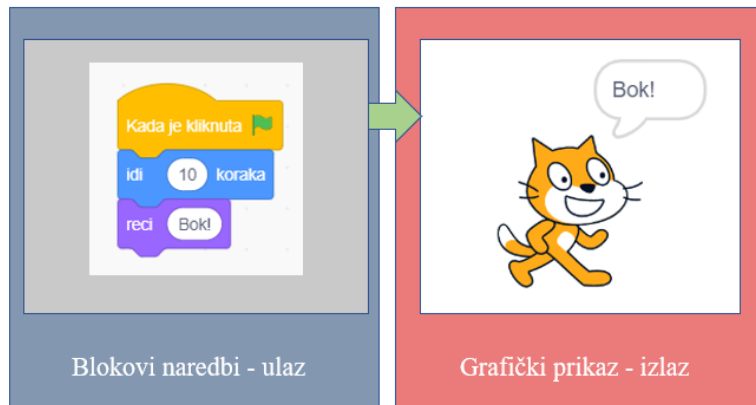 Kada je kliknuta
idi 10 koraka
reci Bok!
Bok!
Blokovi naredbi - ulaz
Grafički prikaz - izlaz